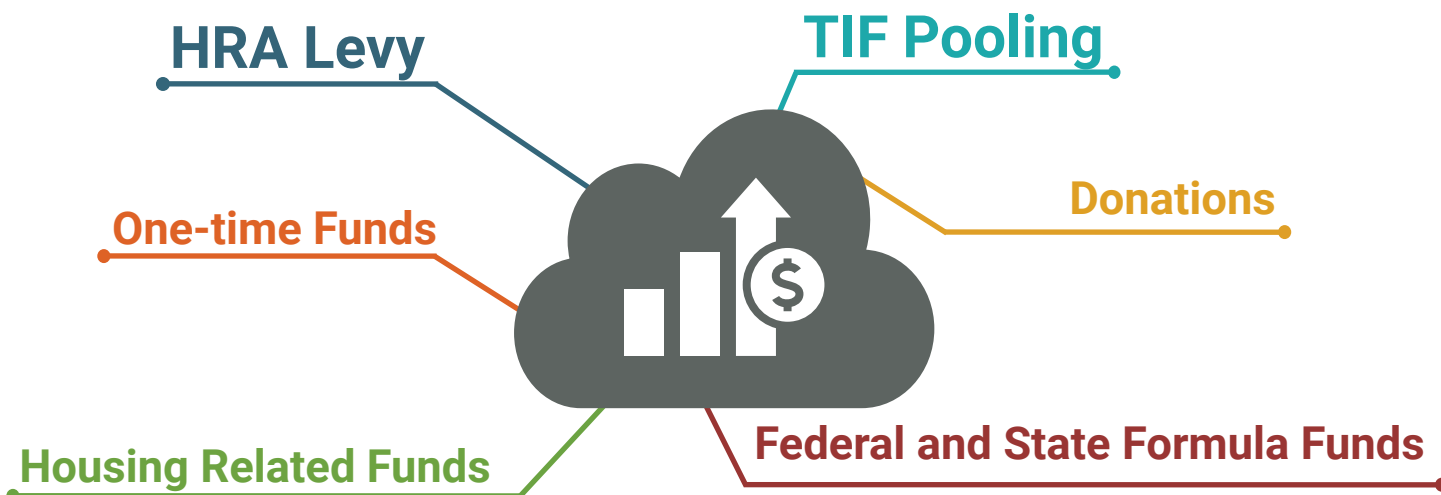 HRA Levy
TIF Pooling
One-time Funds
Donations
$
Housing Related Funds
Federal and State Formula Funds